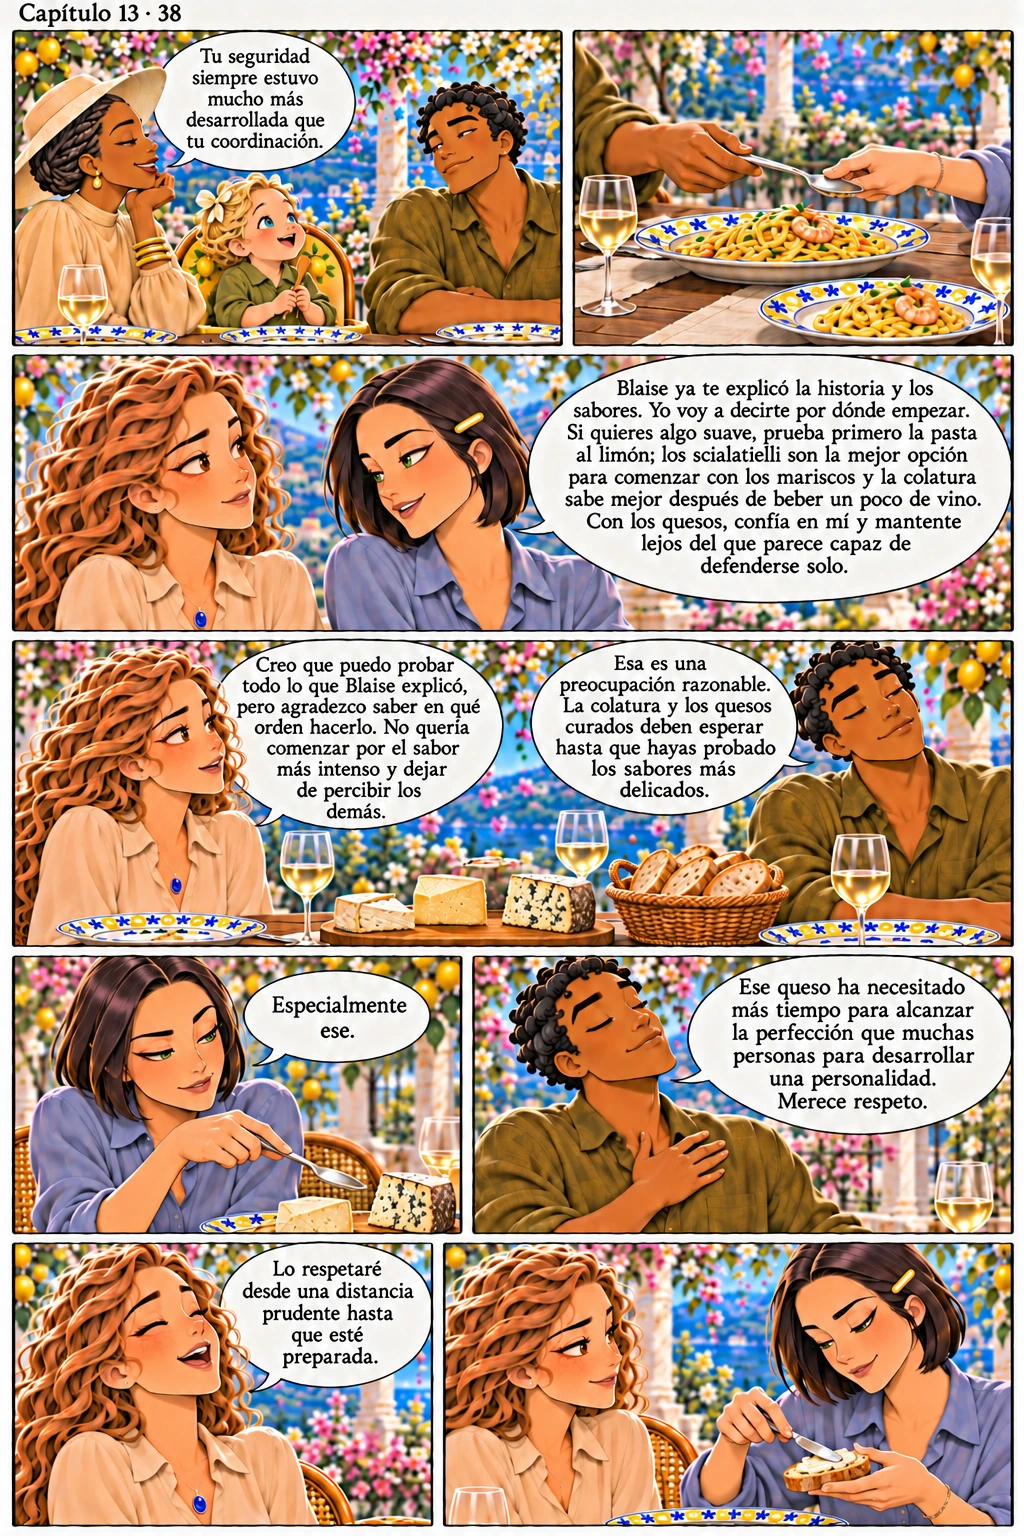 Capítulo 13 · 38
Tu seguridad
siempre estuvo
mucho más
desarrollada que
tu coordinación.
Blaise ya te explicó la historia y los
sabores. Yo voy a decirte por dónde empezar.
Si quieres algo suave, prueba primero la pasta
al limón; los scialatielli son la mejor opción
para comenzar con los mariscos y la colatura
sabe mejor después de beber un poco de vino.
Con los quesos, confía en mí y mantente
lejos del que parece capaz de
defenderse solo.
Creo que puedo probar
todo lo que Blaise explicó,
pero agradezco saber en qué
orden hacerlo. No quería
comenzar por el sabor
más intenso y dejar
de percibir los
demás.
Esa es una
preocupación razonable.
La colatura y los quesos
curados deben esperar
hasta que hayas probado
los sabores más
delicados.
Especialmente
ese.
Ese queso ha necesitado
más tiempo para alcanzar
la perfección que muchas
personas para desarrollar
una personalidad.
Merece respeto.
Lo respetaré
desde una distancia
prudente hasta
que esté
preparada.